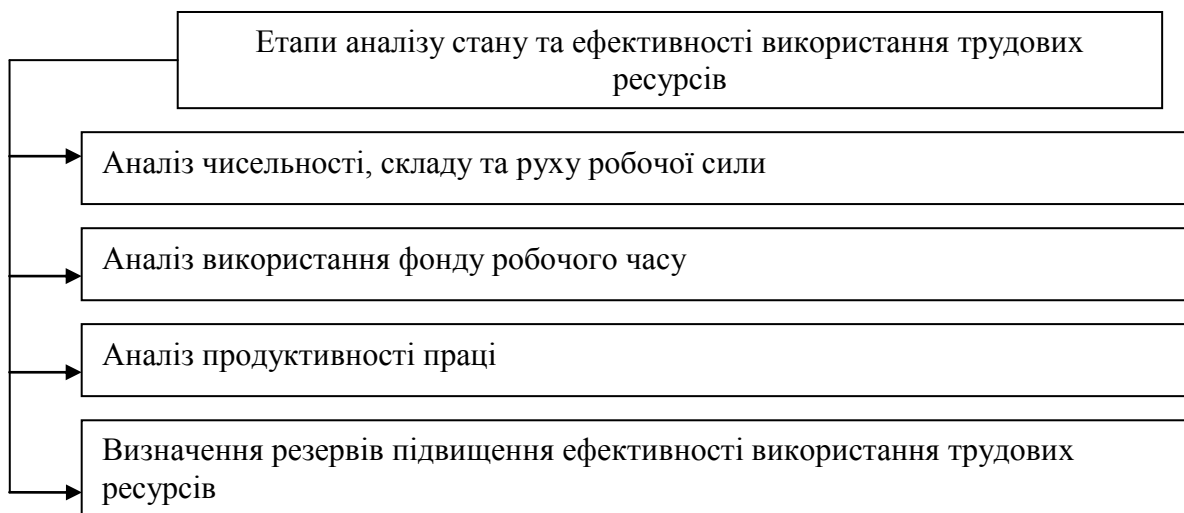 Етапи аналізу стану та ефективності використання трудових
ресурсів
Аналіз чисельності, складу та руху робочої сили
Аналіз використання фонду робочого часу
Аналіз продуктивності праці
Визначення резервів підвищення ефективності використання трудових
ресурсів